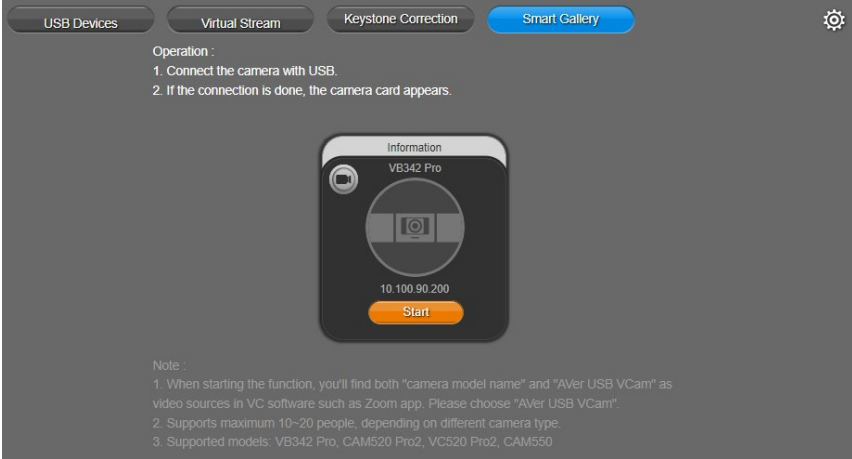 USB Devices
Virtual Stream
Keystone Correction
Smart Gallery
Operation :
1. Connect the camera with USB.
2. If the connection is done, the camera card appears.
Information
VB342 Pro
10.100.90.200
Start
Note :
1. When starting the function, you'll find both "camera model name" and "AVer USB VCam" as
video sources in VC software such as Zoom app. Please choose "AVer USB VCam".
2. Supports maximum 10~20 people, depending on different camera type.
3. Supported models: VB342 Pro, CAM520 Pro2, VC520 Pro2, CAM550